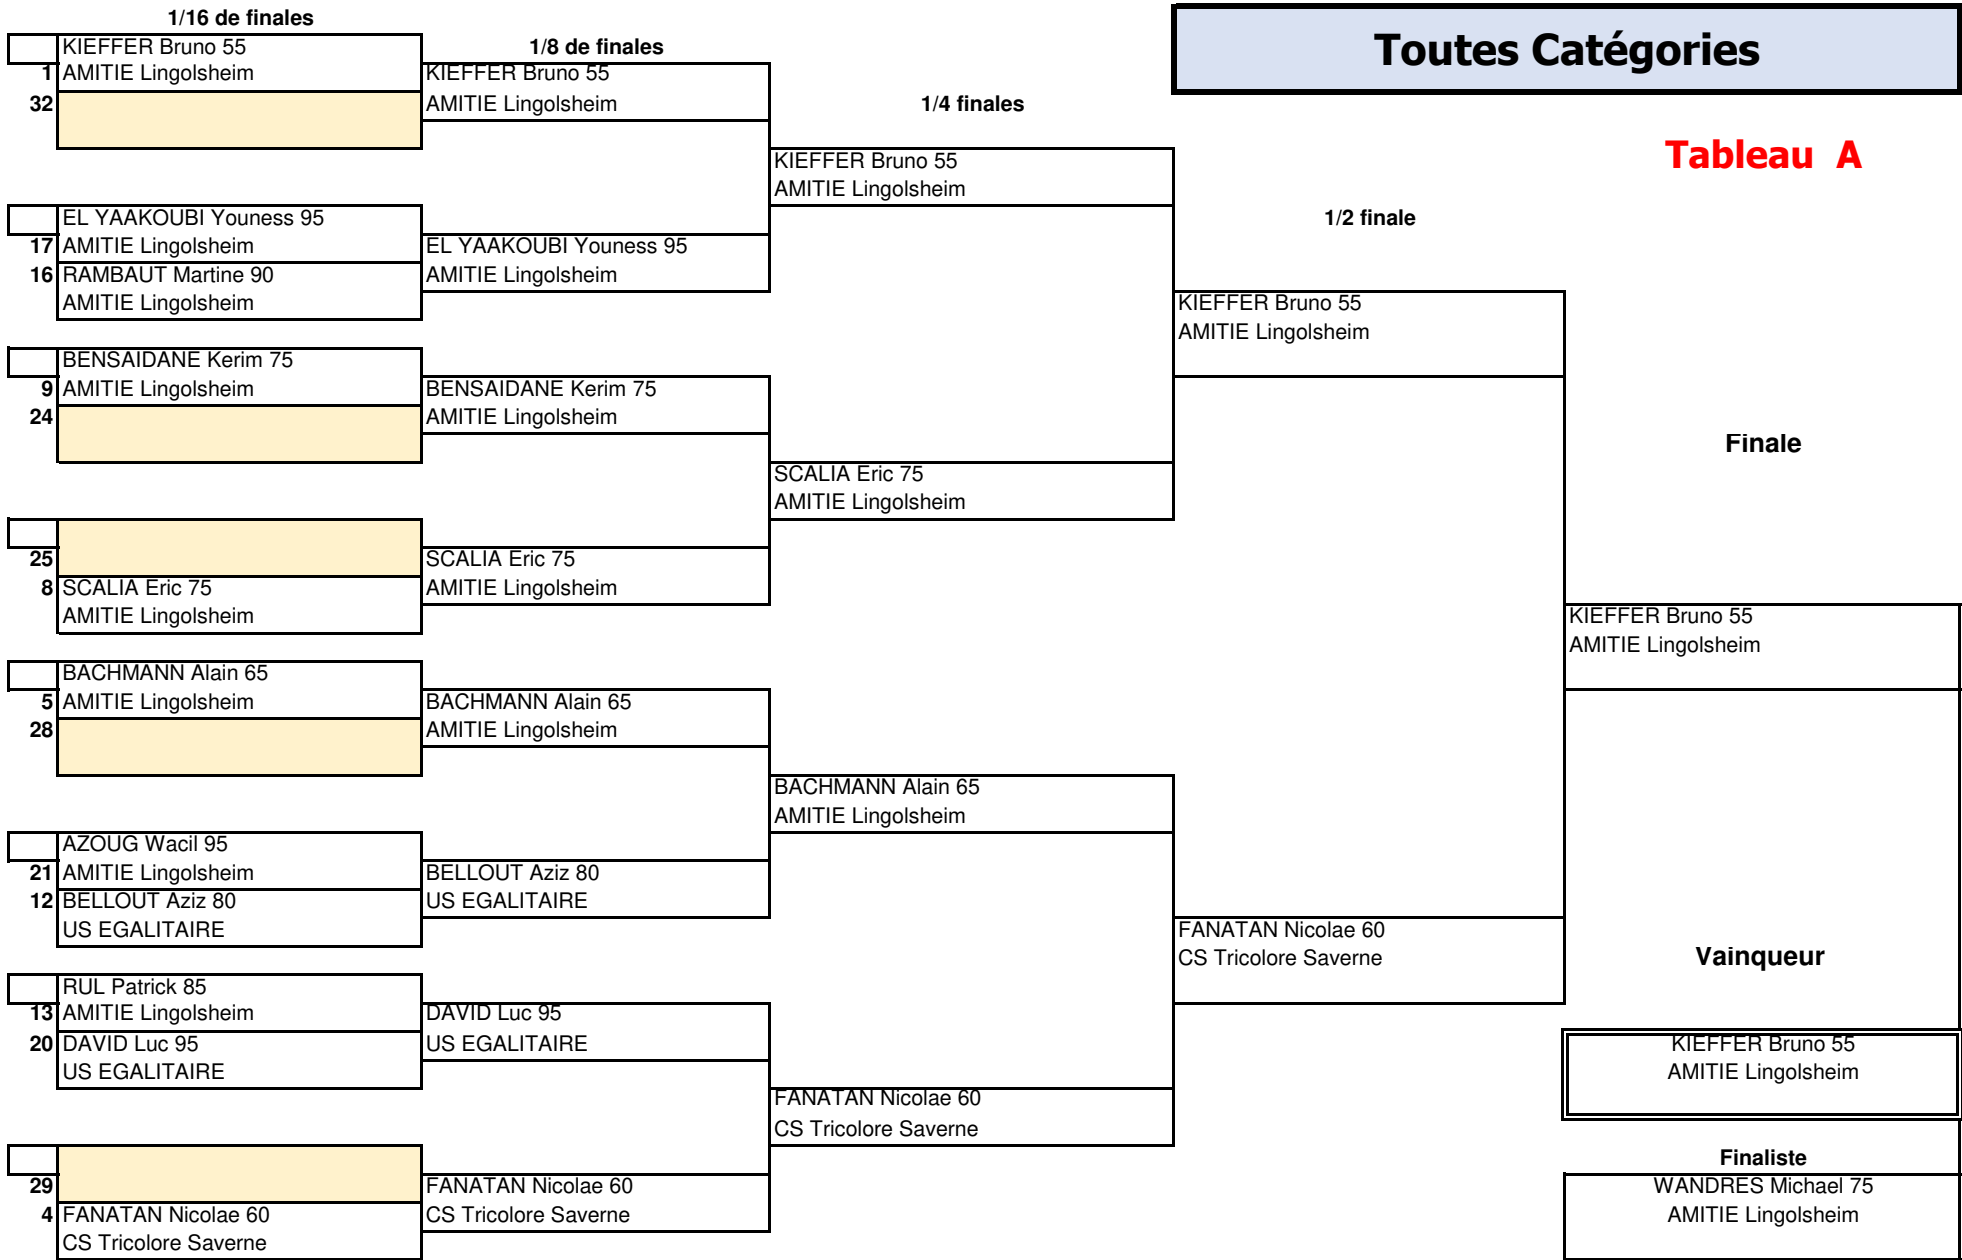 1/16 de finales
KIEFFER Bruno 55
1 AMITIE Lingolsheim
32
EL YAAKOUBI Youness 95
17 AMITIE Lingolsheim
16 RAMBAUT Martine 90
AMITIE Lingolsheim
BENSAIDANE Kerim 75
9 AMITIE Lingolsheim
24
25
8 SCALIA Eric 75
AMITIE Lingolsheim
BACHMANN Alain 65
5 AMITIE Lingolsheim
28
AZOUG Wacil 95
21 AMITIE Lingolsheim
12 BELLOUT Aziz 80
US EGALITAIRE
RUL Patrick 85
13 AMITIE Lingolsheim
20 DAVID Luc 95
US EGALITAIRE
29
4 FANATAN Nicolae 60
CS Tricolore Saverne
1/8 de finales
KIEFFER Bruno 55
AMITIE Lingolsheim
EL YAAKOUBI Youness 95
AMITIE Lingolsheim
BENSAIDANE Kerim 75
AMITIE Lingolsheim
SCALIA Eric 75
AMITIE Lingolsheim
BACHMANN Alain 65
AMITIE Lingolsheim
BELLOUT Aziz 80
US EGALITAIRE
DAVID Luc 95
US EGALITAIRE
FANATAN Nicolae 60
CS Tricolore Saverne
1/4 finales
KIEFFER Bruno 55
AMITIE Lingolsheim
SCALIA Eric 75
AMITIE Lingolsheim
BACHMANN Alain 65
AMITIE Lingolsheim
FANATAN Nicolae 60
CS Tricolore Saverne
Toutes Catégories
Tableau A
1/2 finale
KIEFFER Bruno 55
AMITIE Lingolsheim
FANATAN Nicolae 60
CS Tricolore Saverne
Finale
KIEFFER Bruno 55
AMITIE Lingolsheim
Vainqueur
KIEFFER Bruno 55
AMITIE Lingolsheim
Finaliste
WANDRES Michael 75
AMITIE Lingolsheim